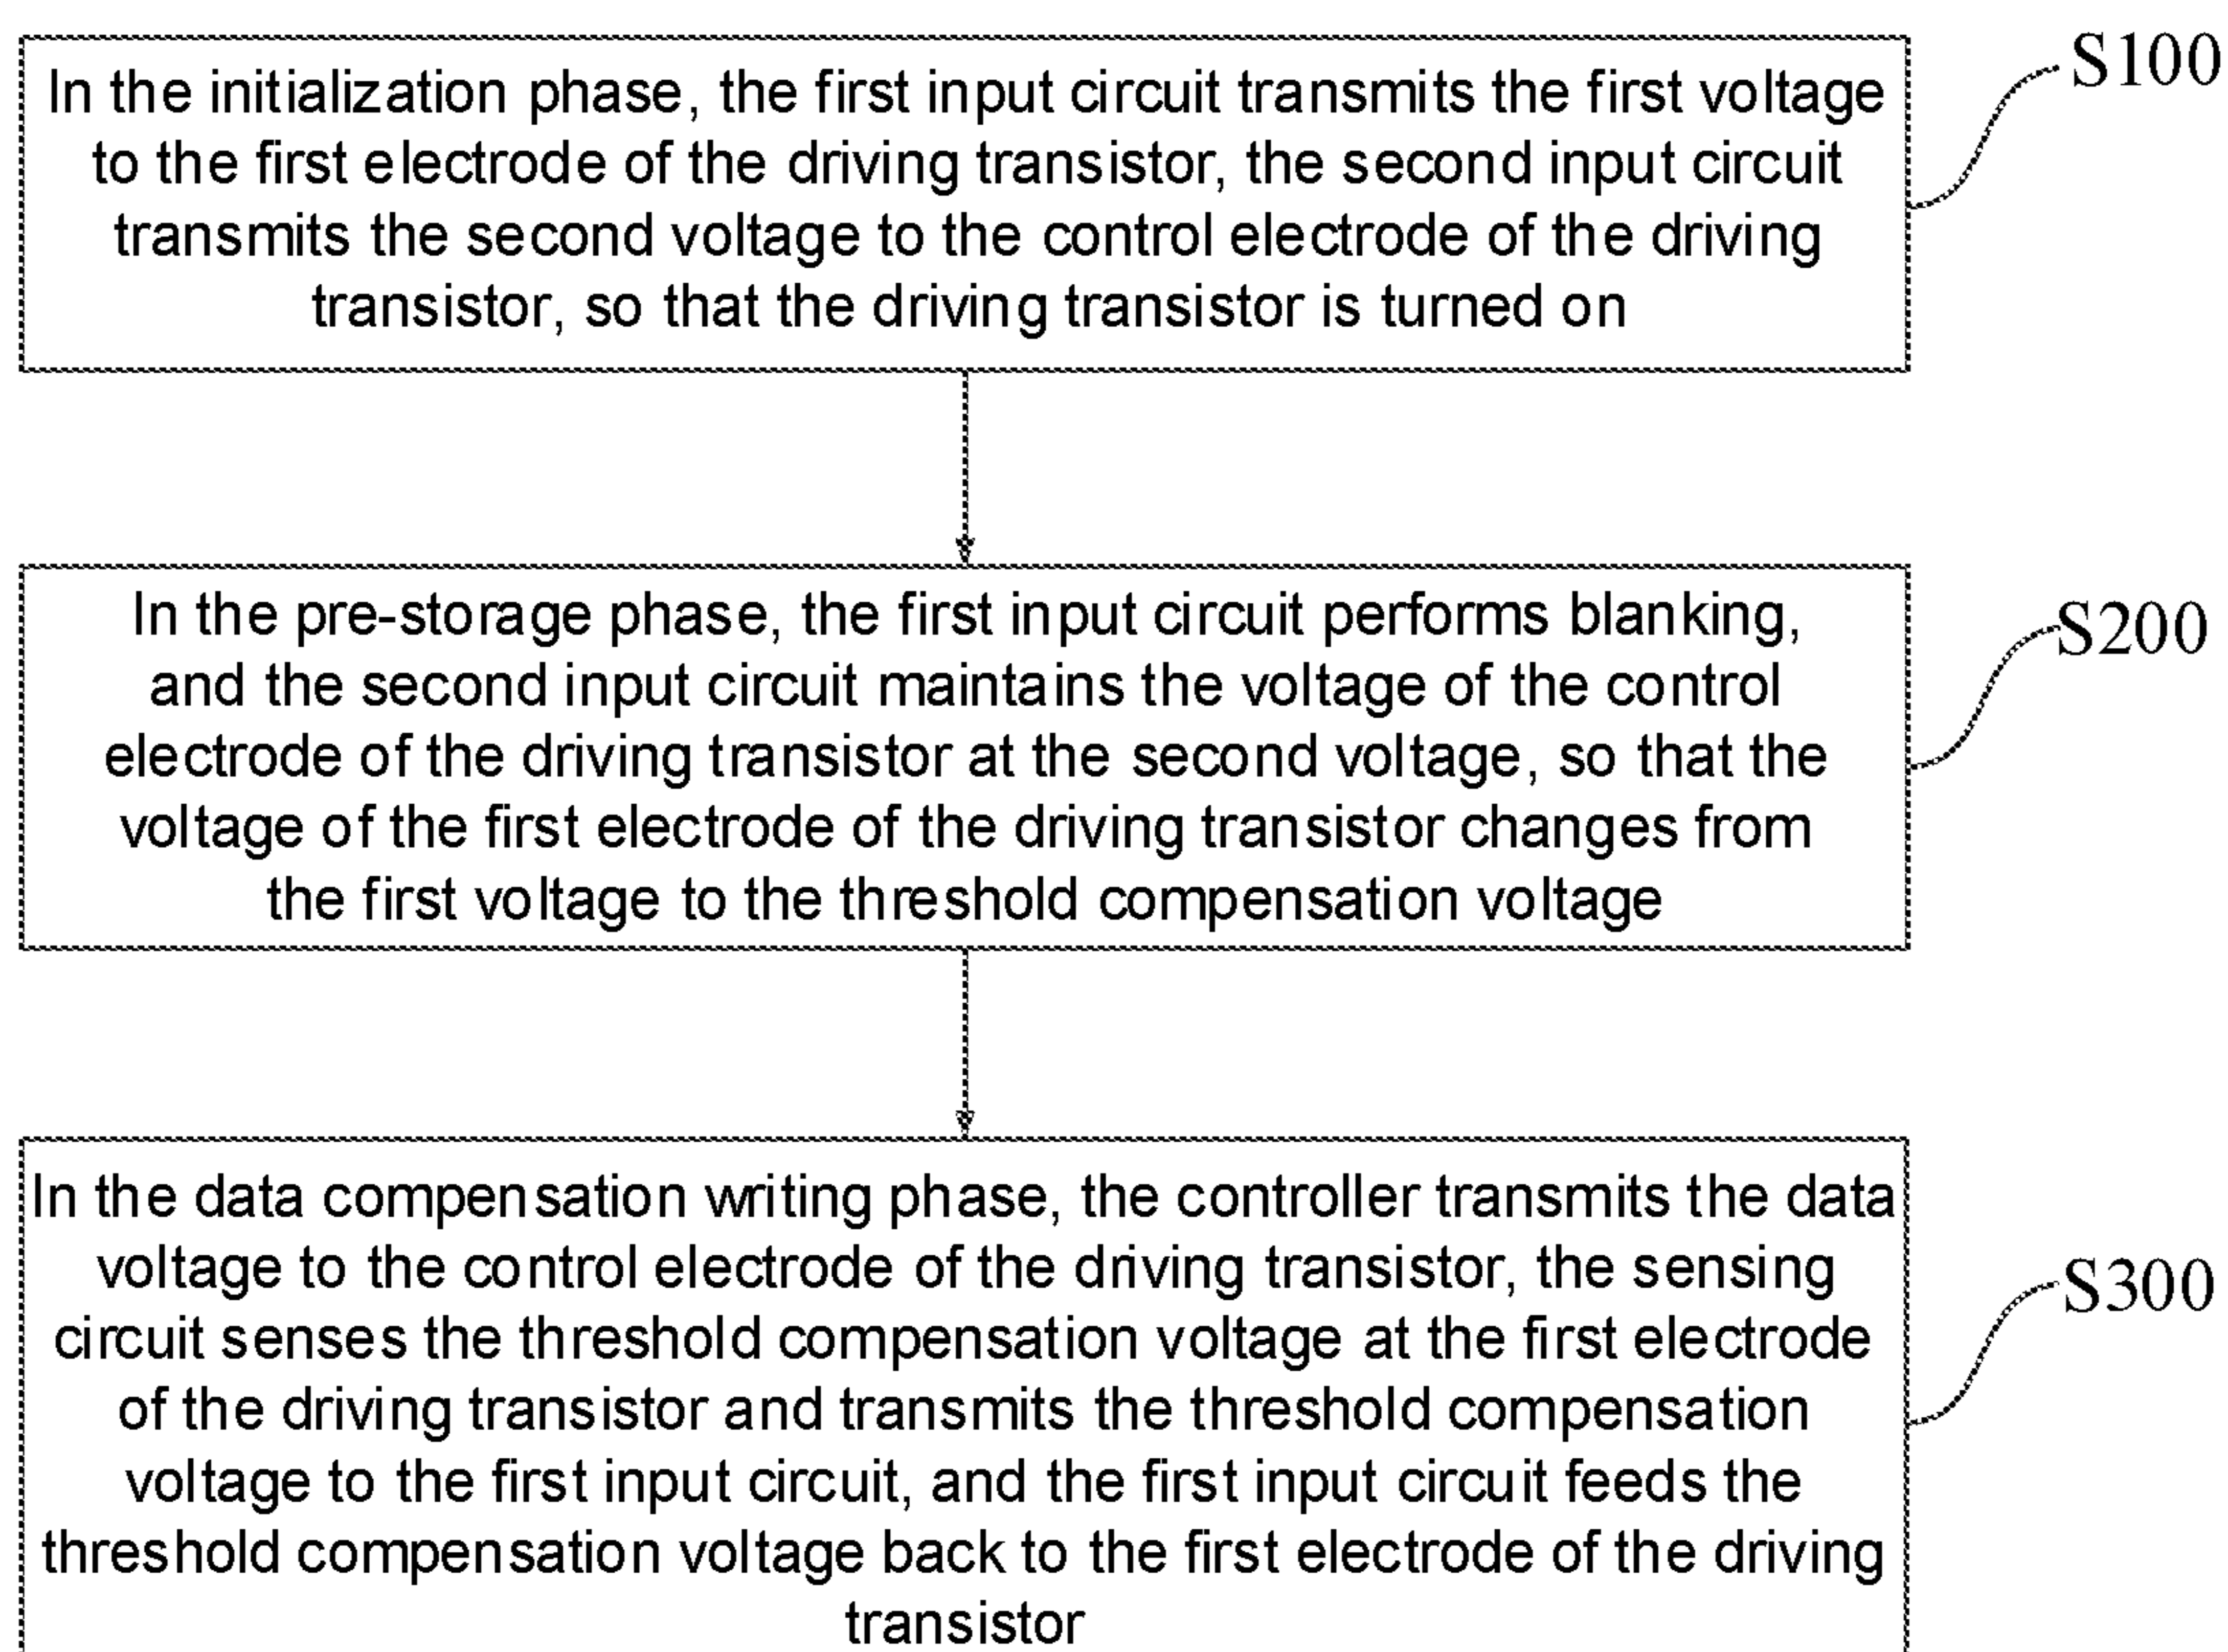 In the initialization phase, the first input circuit transmits the first voltage
to the first electrode of the driving transistor, the second input circuit
transmits the second voltage to the control electrode of the driving
transistor, so that the driving transistor is turned on
S100
In the pre-storage phase, the first input circuit performs blanking,
and the second input circuit maintains the voltage of the control
electrode of the driving transistor at the second voltage, so that the
voltage of the first electrode of the driving transistor changes from
the first voltage to the threshold compensation voltage
S200
In the data compensation writing phase, the controller transmits the data
voltage to the control electrode of the driving transistor, the sensing
circuit senses the threshold compensation voltage at the first electrode
of the driving transistor and transmits the threshold compensation
voltage to the first input circuit, and the first input circuit feeds the
threshold compensation voltage back to the first electrode of the driving
transistor
S300